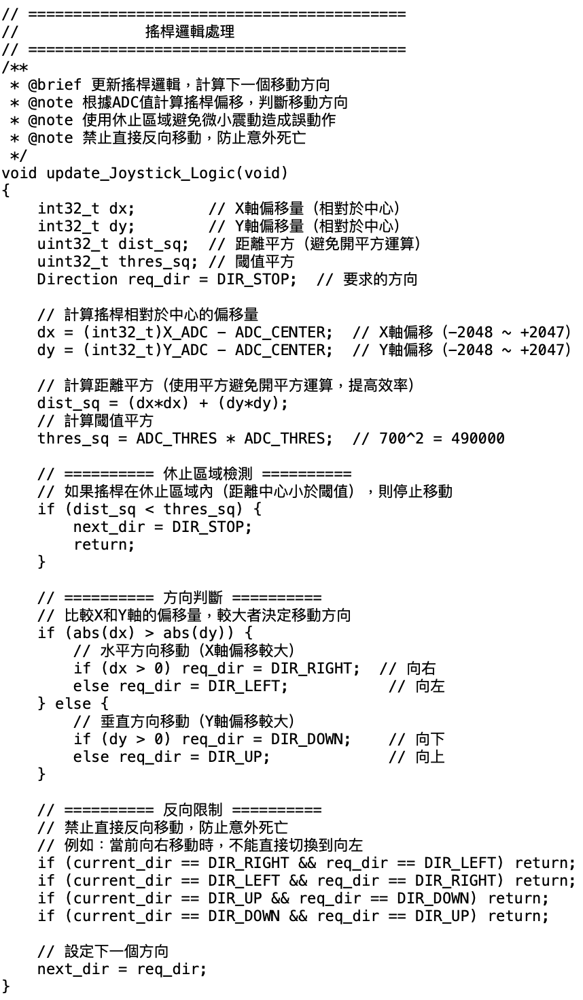 // ==========================================
//              搖桿邏輯處理
// ==========================================
/**
 * @brief 更新搖桿邏輯，計算下一個移動方向
 * @note 根據ADC值計算搖桿偏移，判斷移動方向
 * @note 使用休止區域避免微小震動造成誤動作
 * @note 禁止直接反向移動，防止意外死亡
 */
void update_Joystick_Logic(void)
{
    int32_t dx;        // X軸偏移量（相對於中心）
    int32_t dy;        // Y軸偏移量（相對於中心）
    uint32_t dist_sq;  // 距離平方（避免開平方運算）
    uint32_t thres_sq; // 閾值平方
    Direction req_dir = DIR_STOP;  // 要求的方向

    // 計算搖桿相對於中心的偏移量
    dx = (int32_t)X_ADC - ADC_CENTER;  // X軸偏移（-2048 ~ +2047）
    dy = (int32_t)Y_ADC - ADC_CENTER;  // Y軸偏移（-2048 ~ +2047）

    // 計算距離平方（使用平方避免開平方運算，提高效率）
    dist_sq = (dx*dx) + (dy*dy);
    // 計算閾值平方
    thres_sq = ADC_THRES * ADC_THRES;  // 700^2 = 490000

    // ========== 休止區域檢測 ==========
    // 如果搖桿在休止區域內（距離中心小於閾值），則停止移動
    if (dist_sq < thres_sq) {
        next_dir = DIR_STOP;
        return;
    }

    // ========== 方向判斷 ==========
    // 比較X和Y軸的偏移量，較大者決定移動方向
    if (abs(dx) > abs(dy)) {
        // 水平方向移動（X軸偏移較大）
        if (dx > 0) req_dir = DIR_RIGHT;  // 向右
        else req_dir = DIR_LEFT;           // 向左
    } else {
        // 垂直方向移動（Y軸偏移較大）
        if (dy > 0) req_dir = DIR_DOWN;    // 向下
        else req_dir = DIR_UP;             // 向上
    }

    // ========== 反向限制 ==========
    // 禁止直接反向移動，防止意外死亡
    // 例如：當前向右移動時，不能直接切換到向左
    if (current_dir == DIR_RIGHT && req_dir == DIR_LEFT) return;
    if (current_dir == DIR_LEFT && req_dir == DIR_RIGHT) return;
    if (current_dir == DIR_UP && req_dir == DIR_DOWN) return;
    if (current_dir == DIR_DOWN && req_dir == DIR_UP) return;

    // 設定下一個方向
    next_dir = req_dir;
}